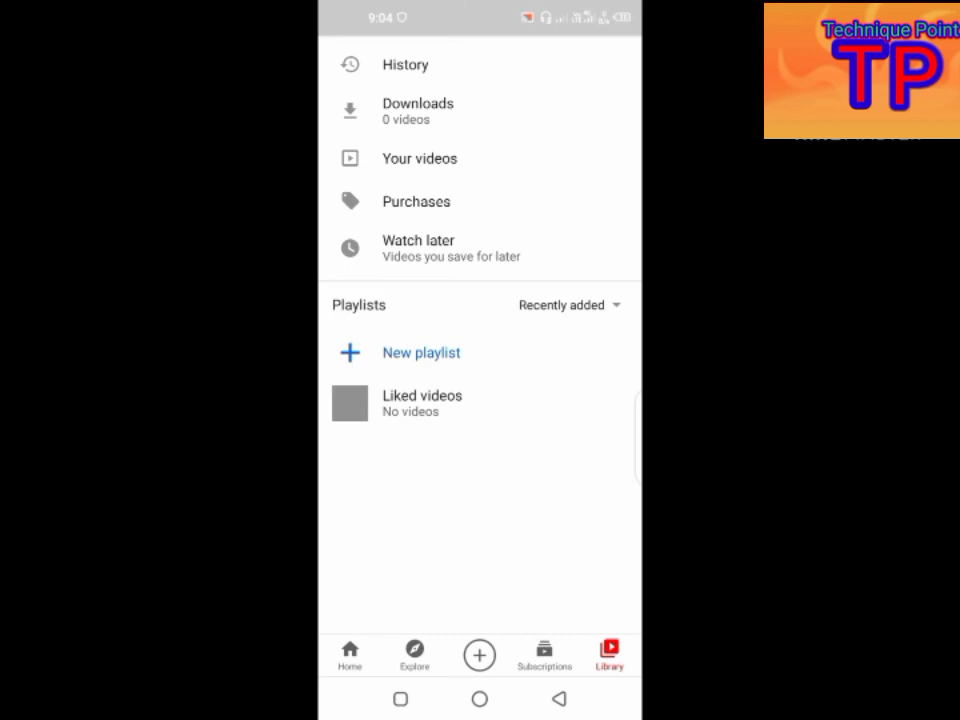 9:04
Technique Point
TP
History
Downloads
0 videos
Your videos
Purchases
Watch later
Videos you save for later
Playlists
Recently added
New playlist
Liked videos
No videos
Home
Explore
Subscriptions
Library